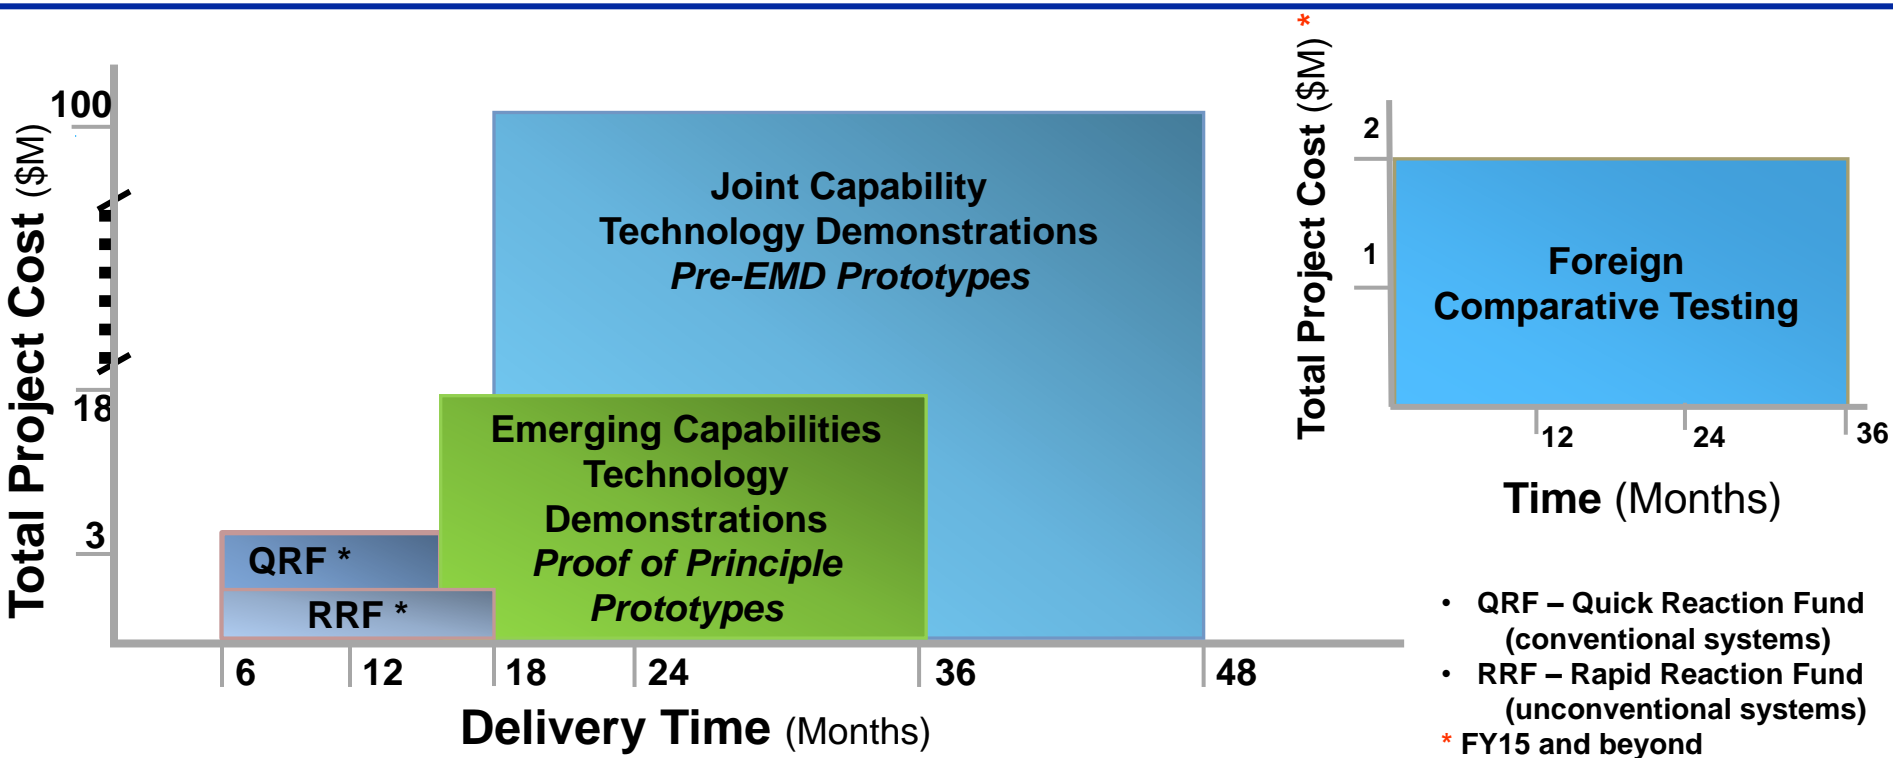 Total Project Cost ($M)
100
18
3
Joint Capability
Technology Demonstrations
Pre-EMD Prototypes
Emerging Capabilities
Technology
Demonstrations
Proof of Principle
Prototypes
QRF *
RRF *
6
12
18
24
36
48
Delivery Time (Months)
Total Project Cost ($M) *
2
1
Foreign
Comparative Testing
12
24
36
Time (Months)
• QRF – Quick Reaction Fund
(conventional systems)
• RRF – Rapid Reaction Fund
(unconventional systems)
* FY15 and beyond